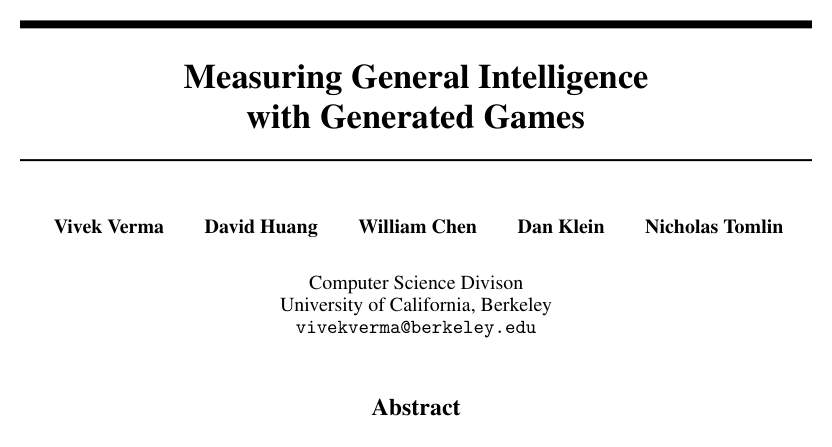 Measuring General Intelligence
with Generated Games
Vivek Verma David Huang William Chen Dan Klein Nicholas Tomlin
Computer Science Divison
University of California, Berkeley
vivekverma@berkeley.edu
Abstract